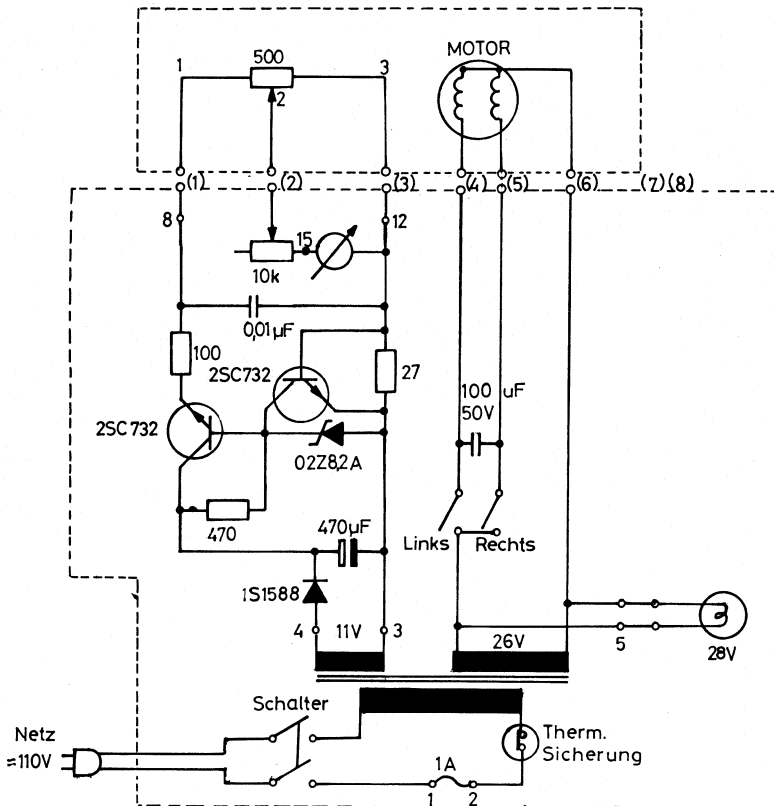 MOTOR
1
500
3
2
(1)
(2)
(3)
(4)
(5)
(6)
(7)(8)
8
15
12
10k
0,01µF
100
2SC732
27
2SC732
100 uF
50V
02Z8,2A
470
470µF
Links
Rechts
1S1588
4
11V
3
26V
5
28V
Schalter
Netz
≈110V
Therm.
Sicherung
1A
1
2